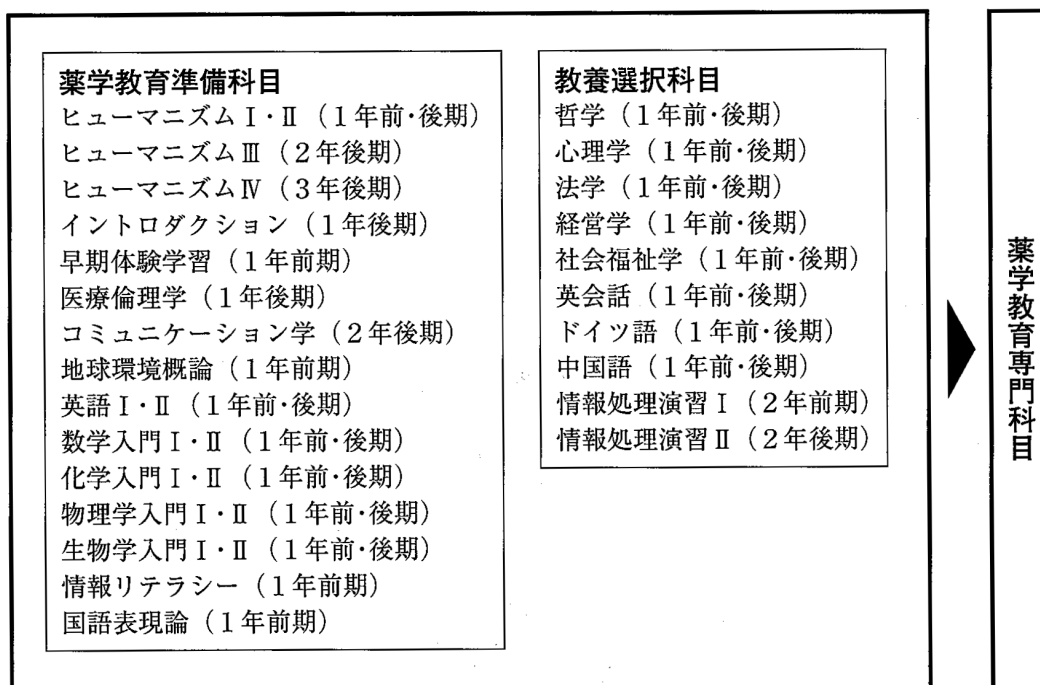 薬学教育準備科目
ヒューマニズムⅠ・Ⅱ(1年前・後期)
ヒューマニズムⅢ(2年後期)
ヒューマニズムⅣ(3年後期)
イントロダクション(1年後期)
早期体験学習(1年前期)
医療倫理学(1年後期)
コミュニケーション学(2年後期)
地球環境概論(1年前期)
英語Ⅰ・Ⅱ(1年前・後期)
数学入門Ⅰ・Ⅱ(1年前・後期)
化学入門Ⅰ・Ⅱ(1年前・後期)
物理学入門Ⅰ・Ⅱ(1年前・後期)
生物学入門Ⅰ・Ⅱ(1年前・後期)
情報リテラシー(1年前期)
国語表現論(1年前期)
教養選択科目
哲学(1年前・後期)
心理学(1年前・後期)
法学(1年前・後期)
経営学(1年前・後期)
社会福祉学(1年前・後期)
英会話(1年前・後期)
ドイツ語(1年前・後期)
中国語(1年前・後期)
情報処理演習Ⅰ(2年前期)
情報処理演習Ⅱ(2年後期)
薬学教育専門科目